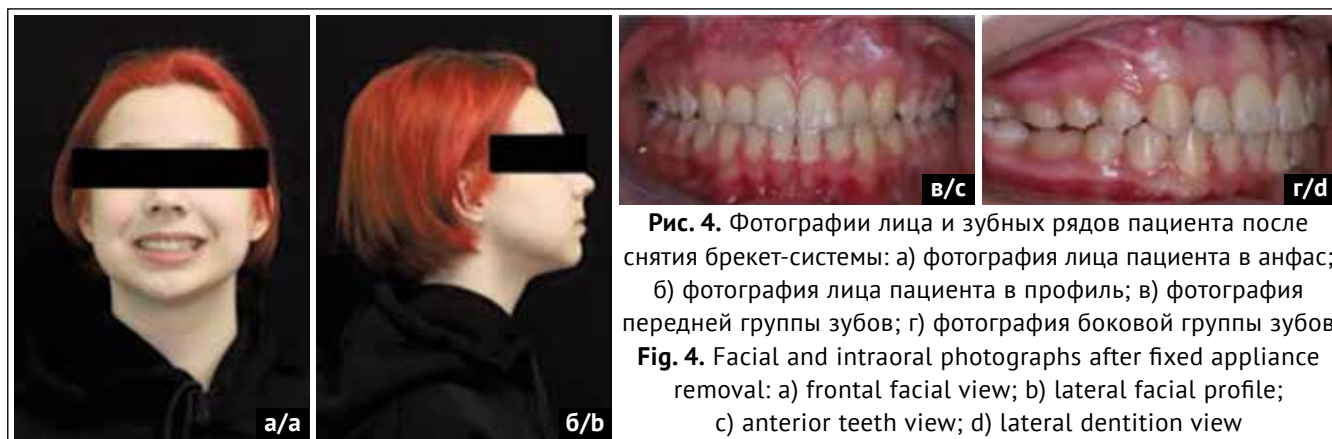 а/a
б/b
в/c
г/d
Рис. 4. Фотографии лица и зубных рядов пациента после
снятия брекет-системы: а) фотография лица пациента в анфас;
б) фотография лица пациента в профиль; в) фотография
передней группы зубов; г) фотография боковой группы зубов
Fig. 4. Facial and intraoral photographs after fixed appliance
removal: a) frontal facial view; b) lateral facial profile;
c) anterior teeth view; d) lateral dentition view